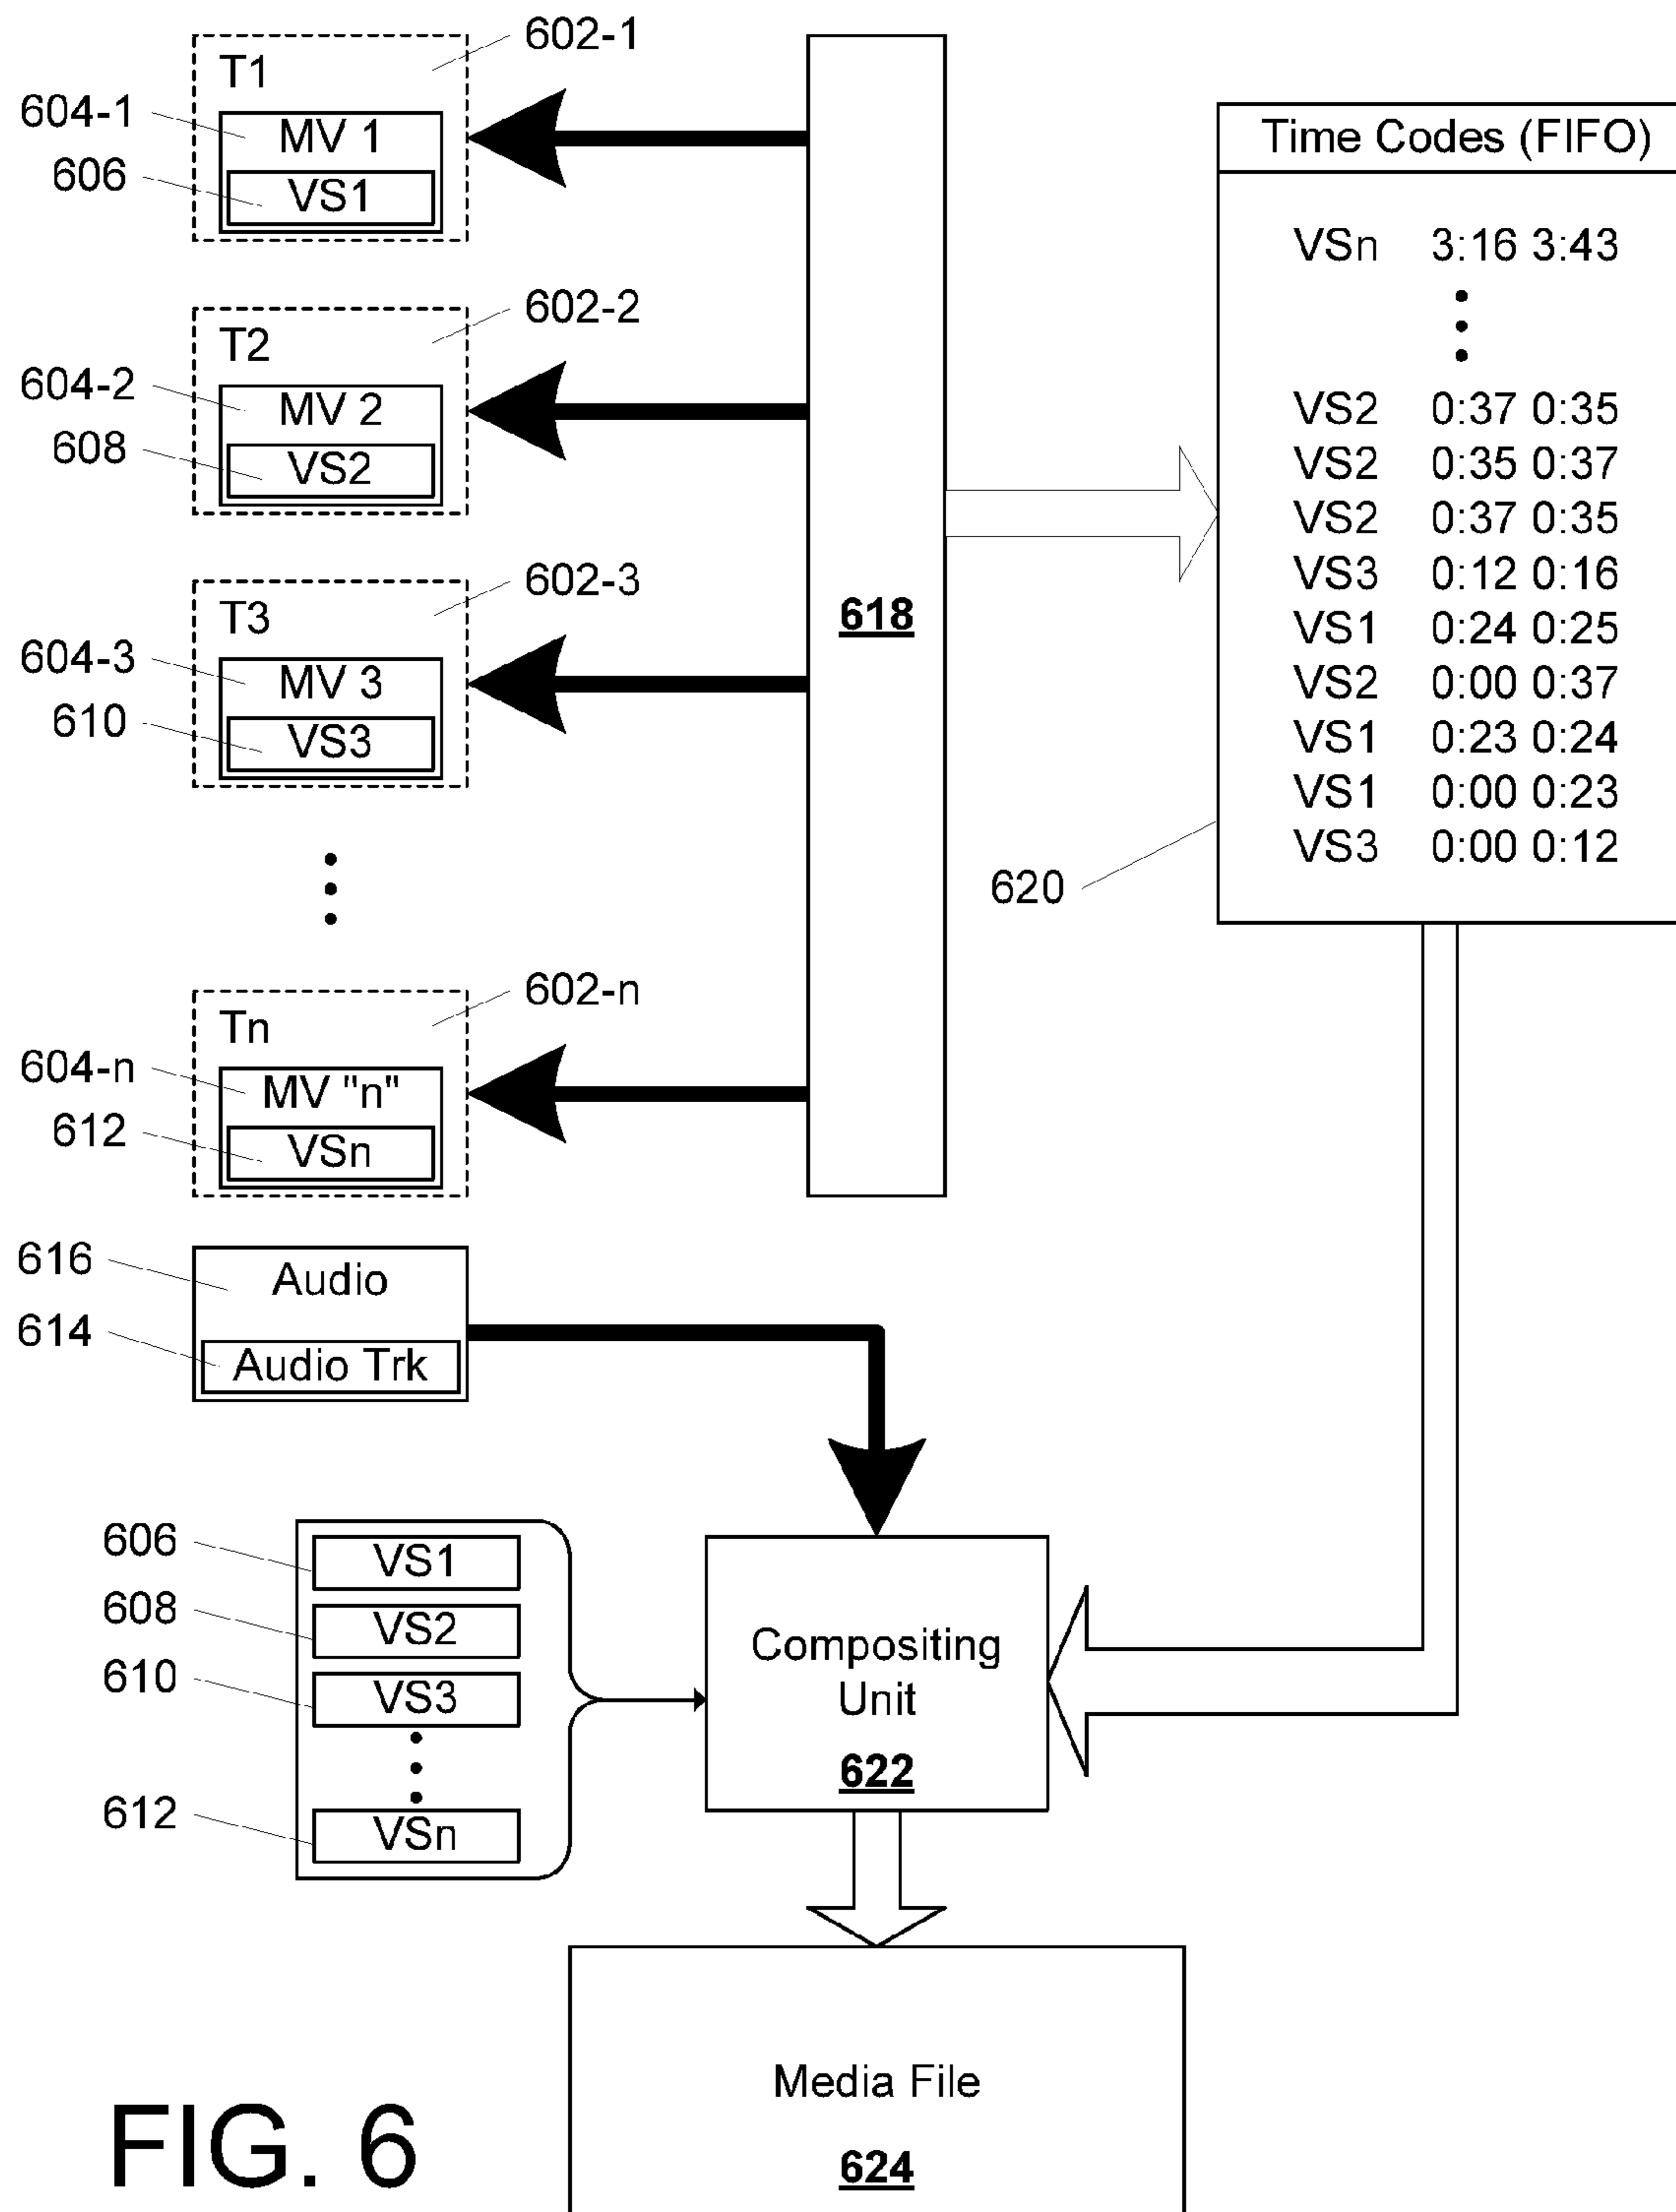 602-1
T1
604-1
MV 1
606
VS1
602-2
T2
604-2
MV 2
608
VS2
602-3
T3
604-3
MV 3
610
VS3
602-n
Tn
604-n
MV "n"
612
VSn
618
Time Codes (FIFO)
VSn 3:16 3:43
VS2 0:37 0:35
VS2 0:35 0:37
VS2 0:37 0:35
VS3 0:12 0:16
VS1 0:24 0:25
VS2 0:00 0:37
VS1 0:23 0:24
VS1 0:00 0:23
VS3 0:00 0:12
620
616
Audio
614
Audio Trk
606
VS1
608
VS2
610
VS3
612
VSn
Compositing
Unit
622
Media File
624
FIG. 6